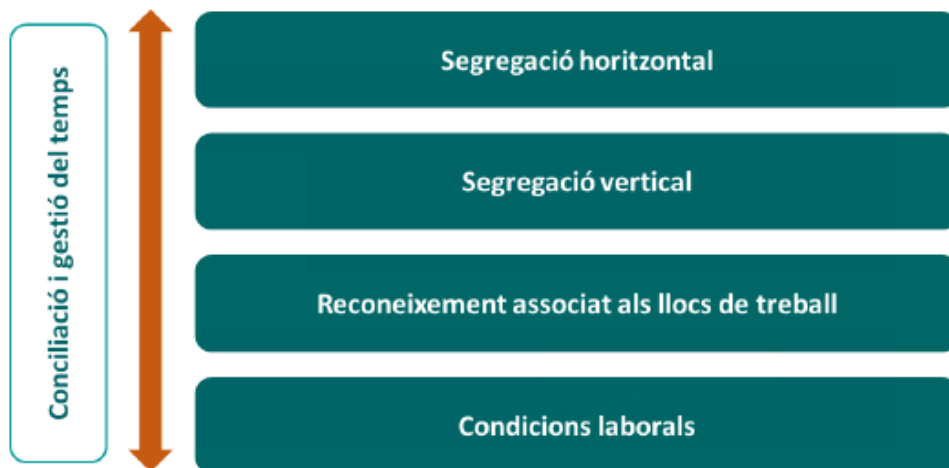 Conciliació i gestió del temps
Segregació horitzontal
Segregació vertical
Reconeixement associat als llocs de treball
Condicions laborals